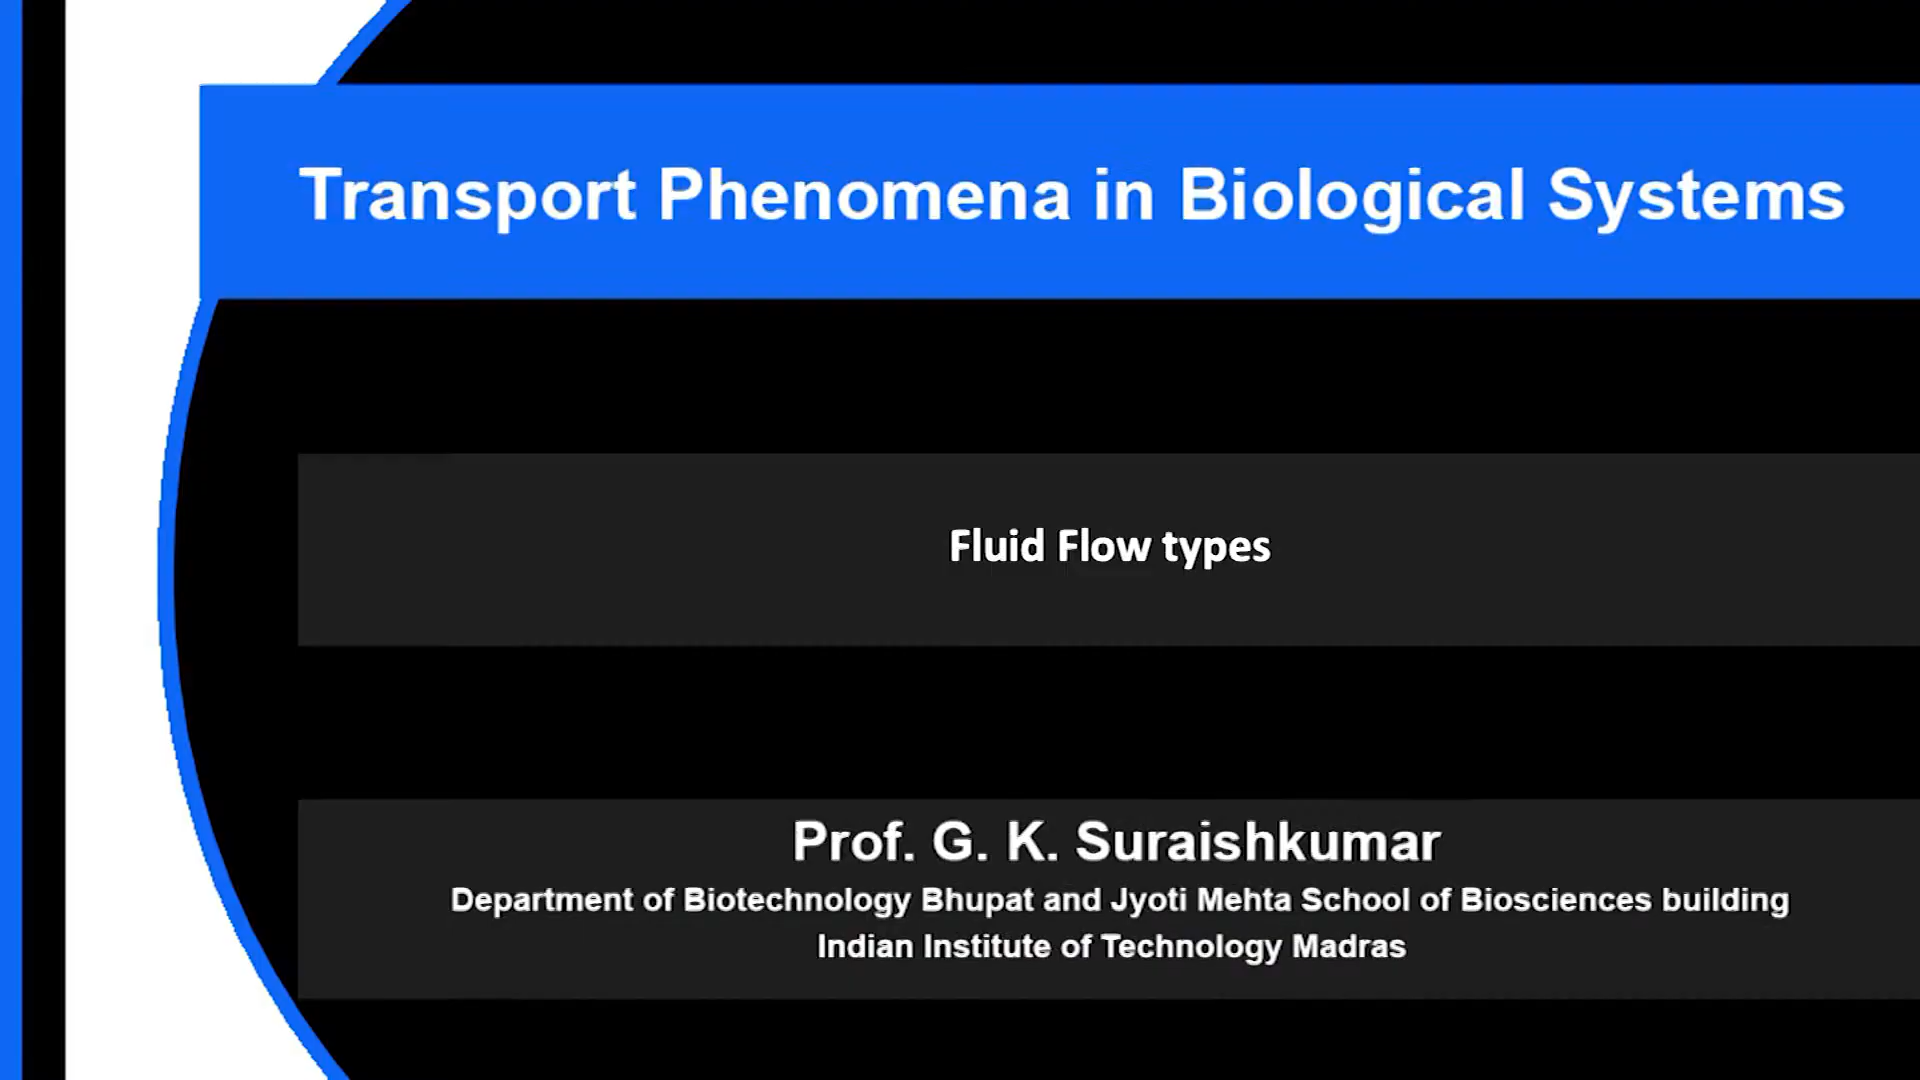 Transport Phenomena in Biological Systems
Fluid Flow types
Prof. G. K. Suraishkumar
Department of Biotechnology Bhupat and Jyoti Mehta School of Biosciences building
Indian Institute of Technology Madras